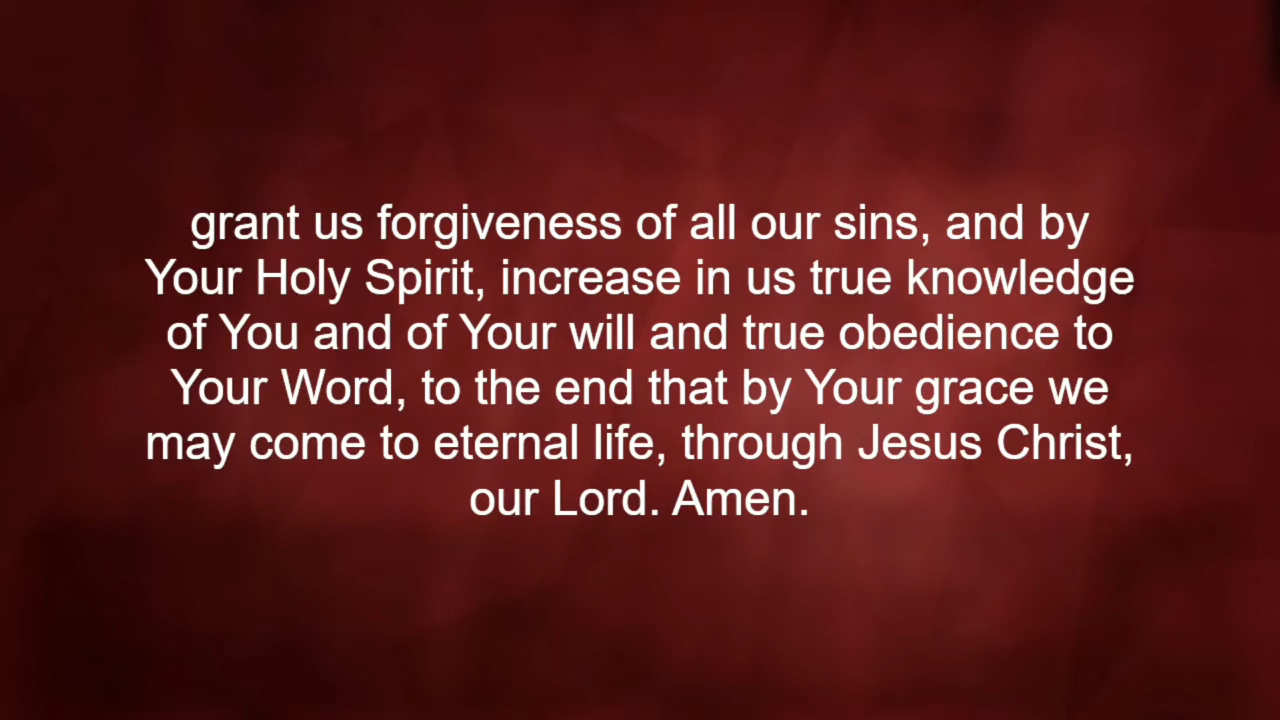 grant us forgiveness of all our sins, and by
Your Holy Spirit, increase in us true knowledge
of You and of Your will and true obedience to
Your Word, to the end that by Your grace we
may come to eternal life, through Jesus Christ,
our Lord. Amen.